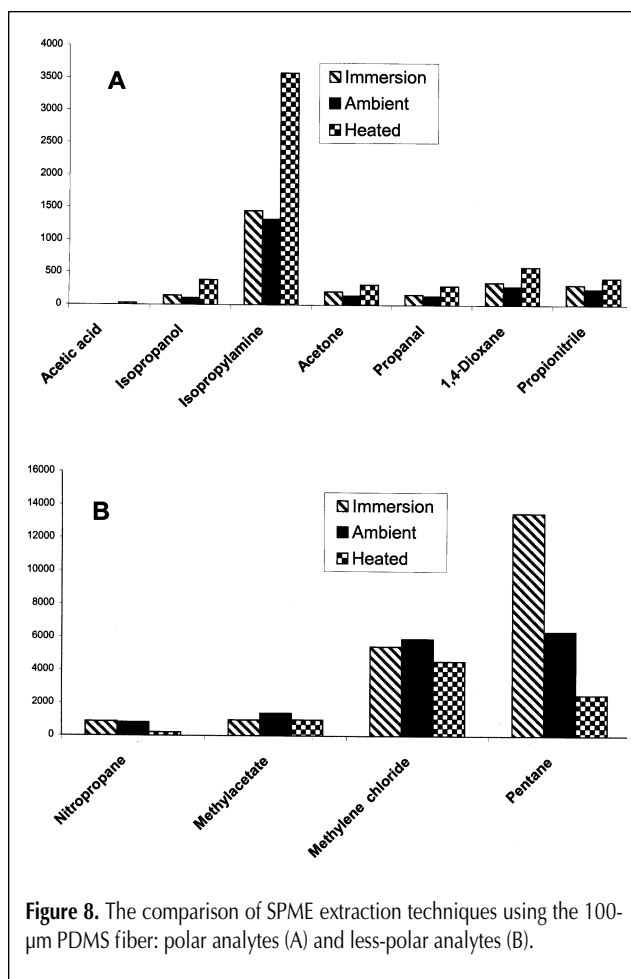 4000
3500
3000
2500
2000
1500
1000
500
0
A
Immersion
Ambient
Heated
Acetic acid
Isopropanol
Isopropylamine
Acetone
Propanal
1,4-Dioxane
Propionitrile
16000
14000
12000
10000
8000
6000
4000
2000
0
B
Immersion
Ambient
Heated
Nitropropane
Methylacetate
Methylene chloride
Pentane
Figure 8. The comparison of SPME extraction techniques using the 100-
µm PDMS fiber: polar analytes (A) and less-polar analytes (B).